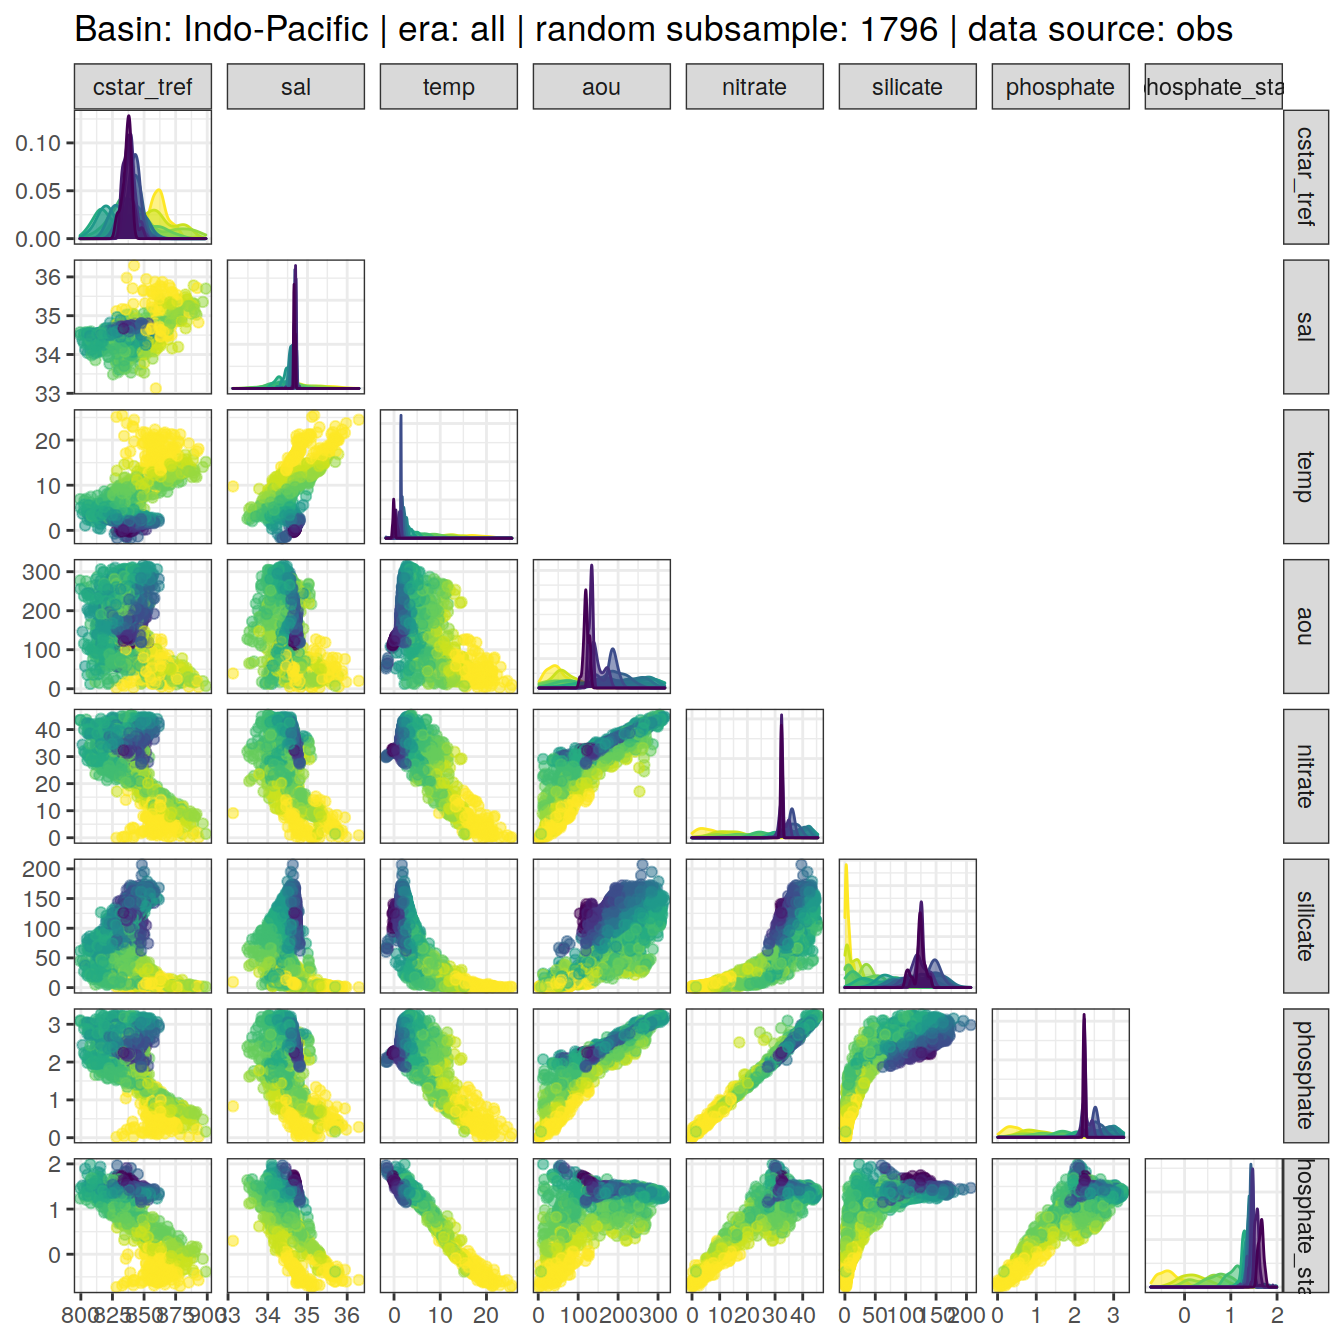 Basin: Indo-Pacific | era: all | random subsample: 1796 | data source: obs
cstar_tref sal temp aou nitrate silicate phosphate hosphate_sta
0.10
0.05
0.00
cstar_tref
36
35
34
33
sal
20
10
0
temp
300
200
100
0
aou
40
30
20
10
0
nitrate
200
150
100
50
0
silicate
3
2
1
0
phosphate
2
1
0
hosphate_sta
800 825 850 875 900 33 34 35 36 0 10 20 0 100 200 300 0 10 20 30 40 0 50 100 150 200 0 1 2 3 0 1 2